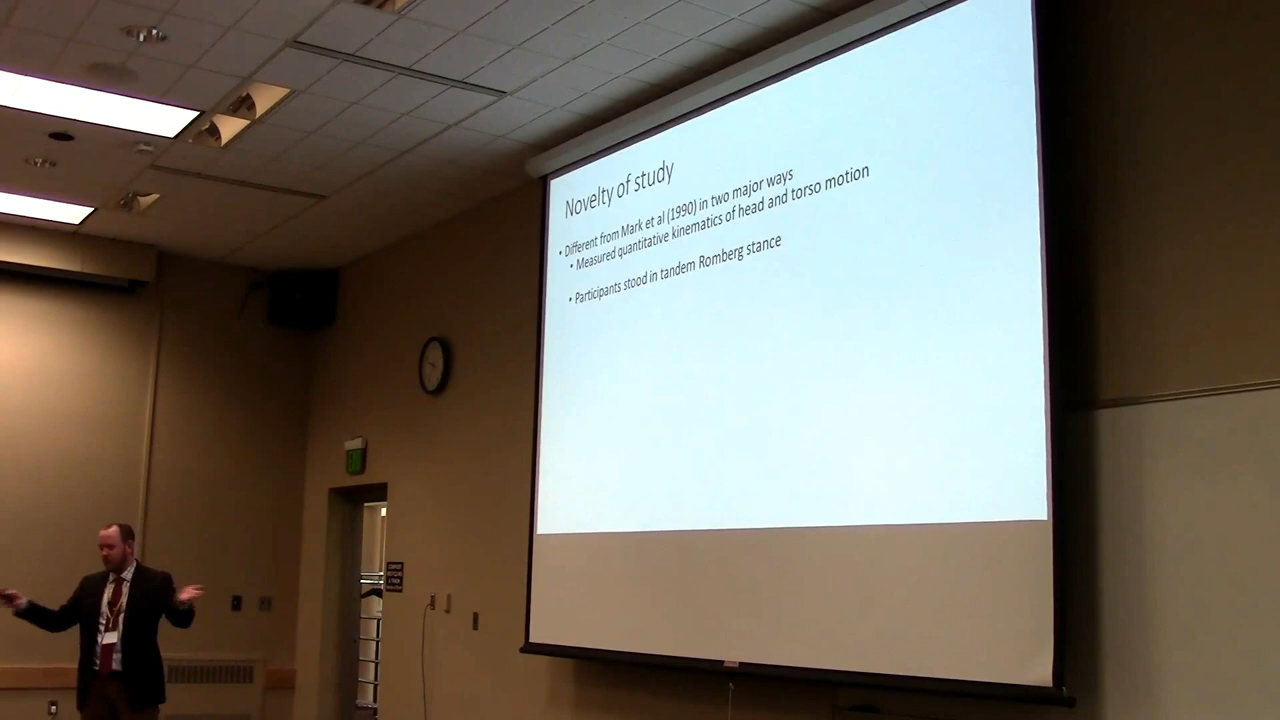 Novelty of study
• Different from Mark et al (1990) in two major ways
• Measured quantitative kinematics of head and torso motion
• Participants stood in tandem Romberg stance
EXIT